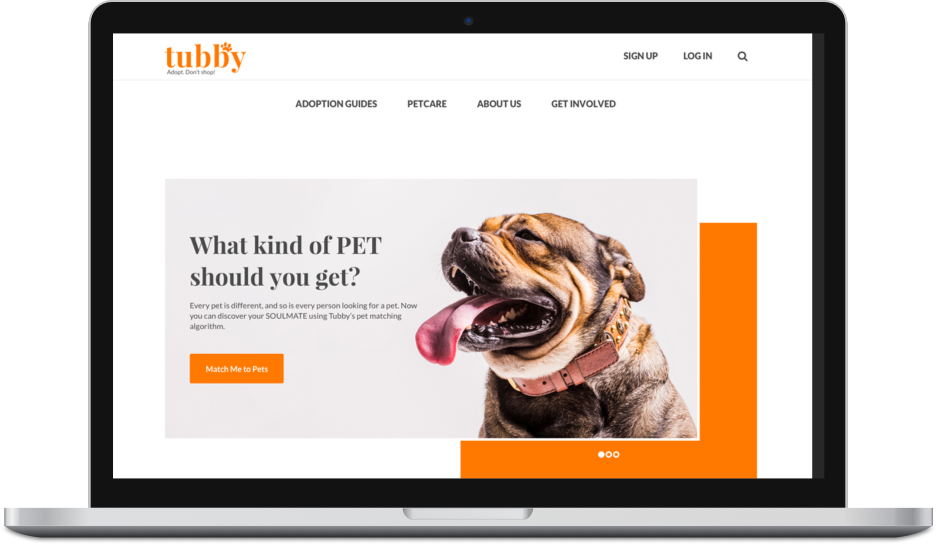 tubby
Adopt. Don't shop!
SIGN UP
LOG IN
ADOPTION GUIDES
PETCARE
ABOUT US
GET INVOLVED
What kind of PET
should you get?
Every pet is different, and so is every person looking for a pet. Now
you can discover your SOULMATE using Tubby's pet matching
algorithm.
Match Me to Pets